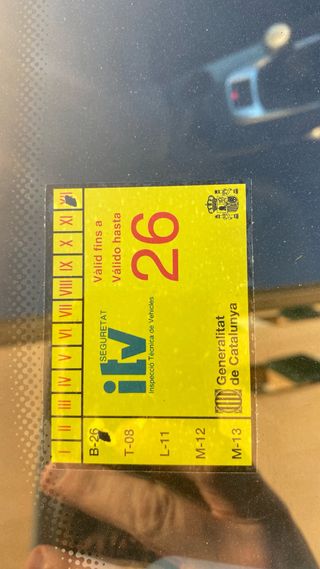 I II III IV V VI VII VIII IX X XI XII
B-26
T-08
L-11
M-12
M-13
SEGURETAT
itv
Inspecció Tècnica de Vehicles
Vàlid fins a
Válido hasta
26
Generalitat
de Catalunya